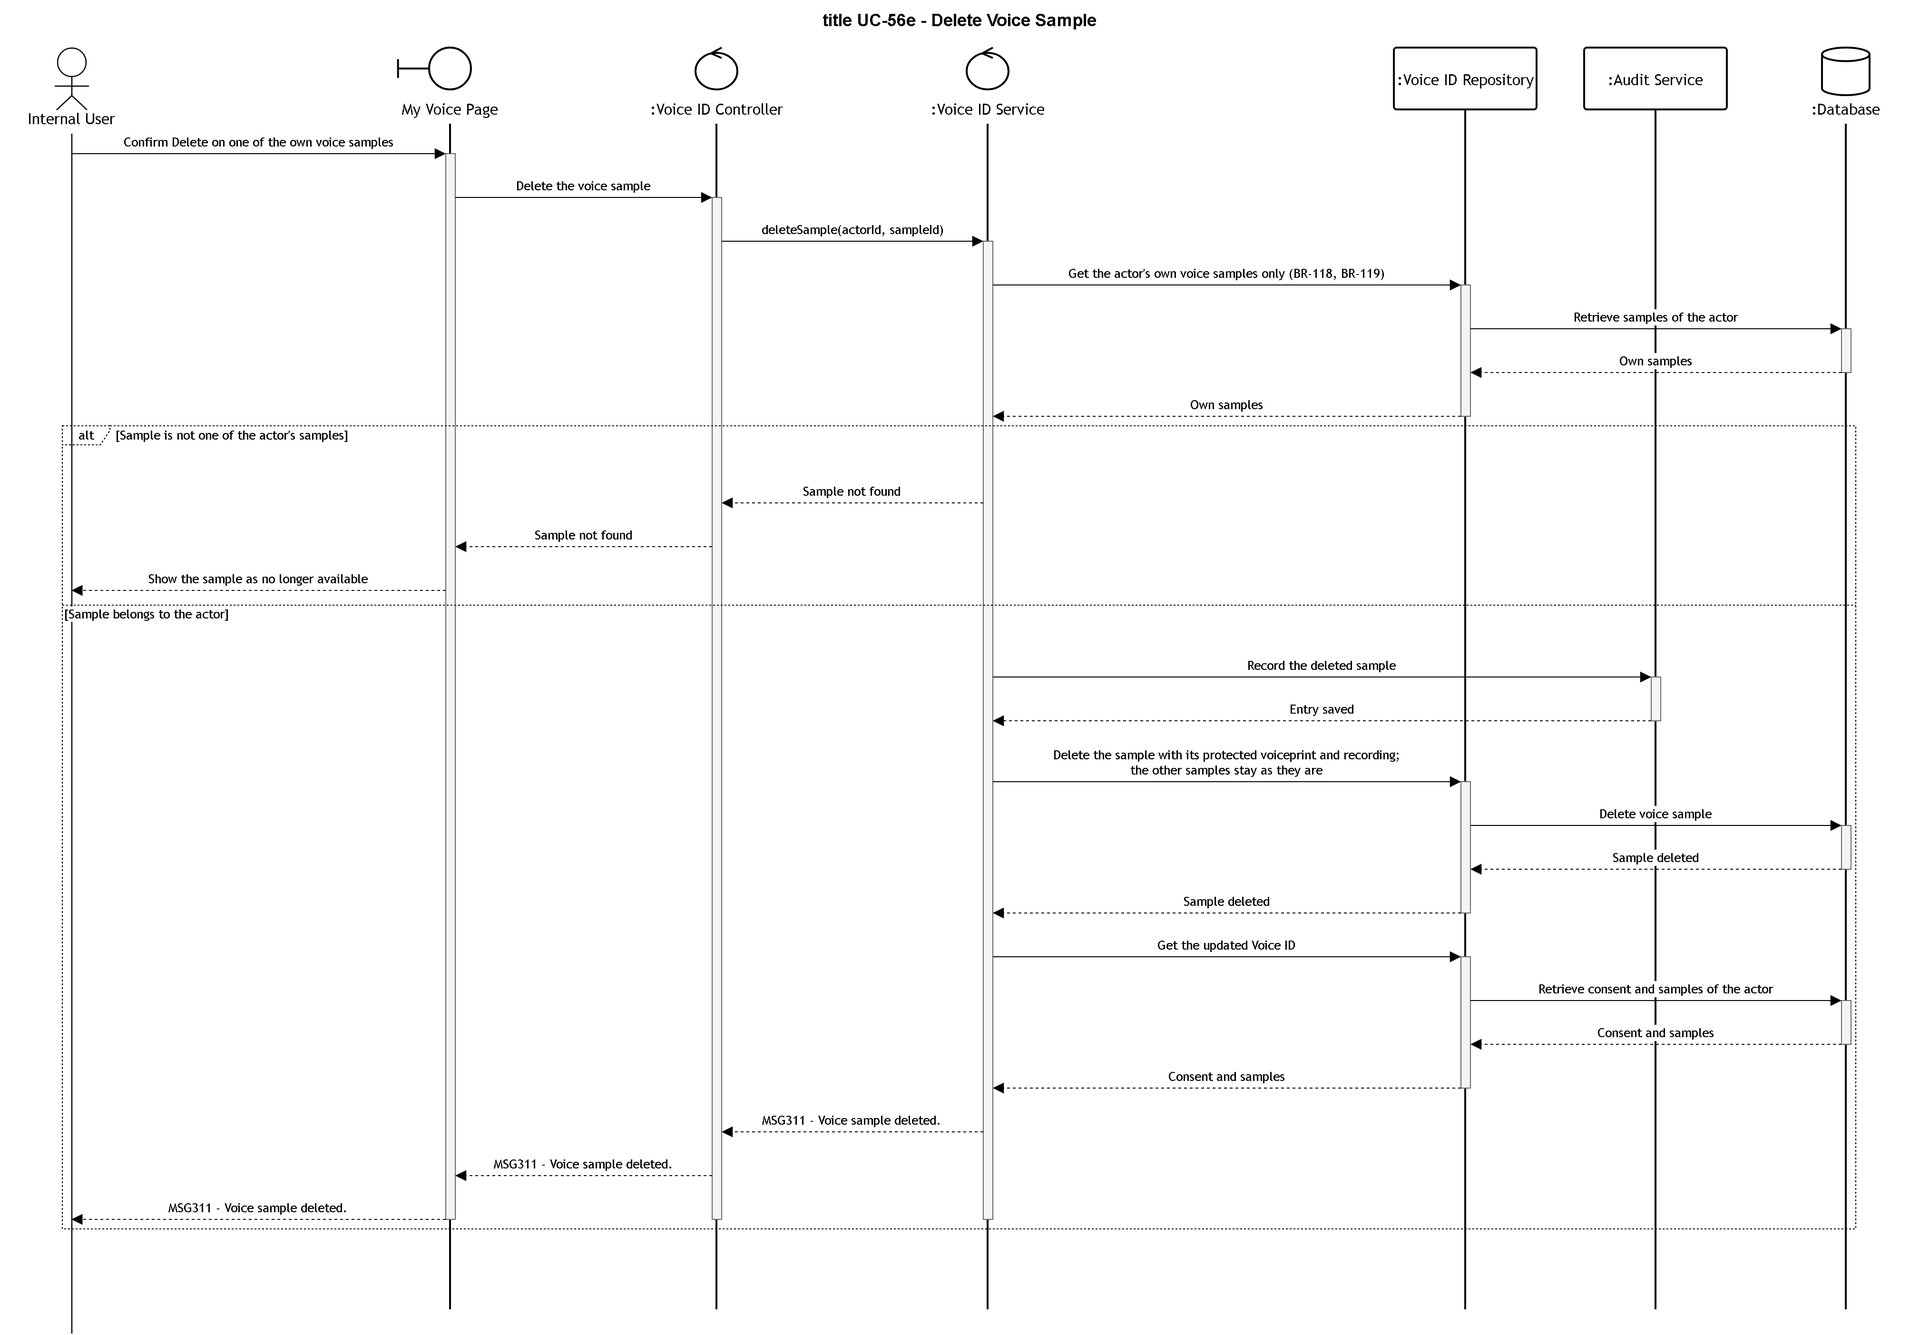 title UC-56e - Delete Voice Sample
Internal User
My Voice Page
:Voice ID Controller
:Voice ID Service
:Voice ID Repository
:Audit Service
:Database
Confirm Delete on one of the own voice samples
Delete the voice sample
deleteSample(actorId, sampleId)
Get the actor's own voice samples only (BR-118, BR-119)
Retrieve samples of the actor
Own samples
Own samples
alt
[Sample is not one of the actor's samples]
Sample not found
Sample not found
Show the sample as no longer available
[Sample belongs to the actor]
Record the deleted sample
Entry saved
Delete the sample with its protected voiceprint and recording;
the other samples stay as they are
Delete voice sample
Sample deleted
Sample deleted
Get the updated Voice ID
Retrieve consent and samples of the actor
Consent and samples
Consent and samples
MSG311 - Voice sample deleted.
MSG311 - Voice sample deleted.
MSG311 - Voice sample deleted.